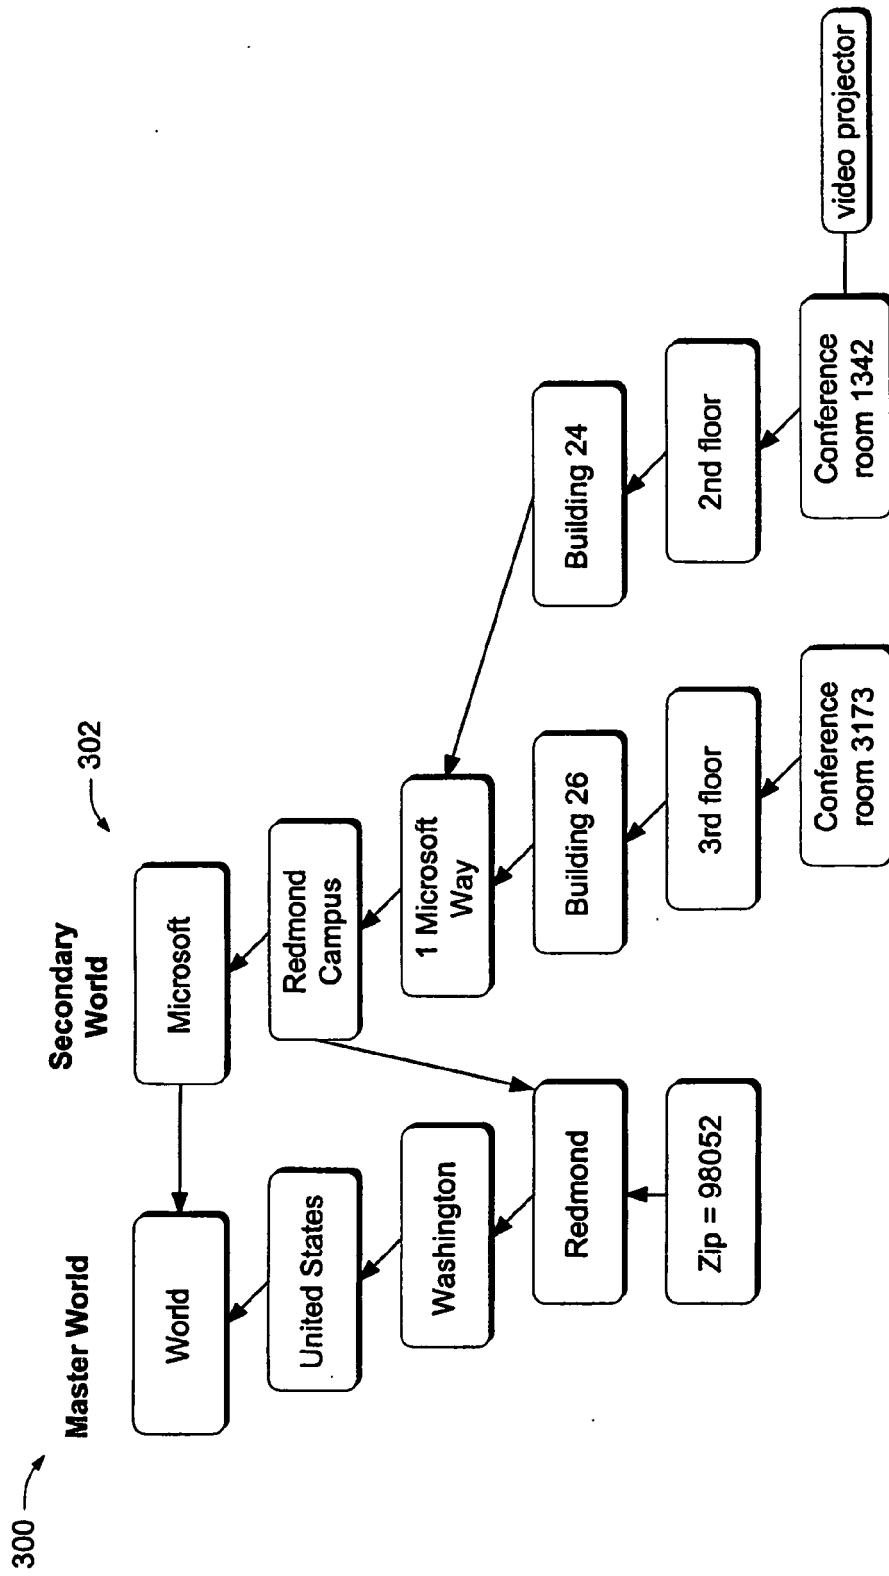 300
Master World
Secondary
World
302
World
Microsoft
United States
Redmond
Campus
Washington
1 Microsoft
Way
Redmond
Building 26
Building 24
Zip = 98052
3rd floor
2nd floor
Conference
room 3173
Conference
room 1342
video projector